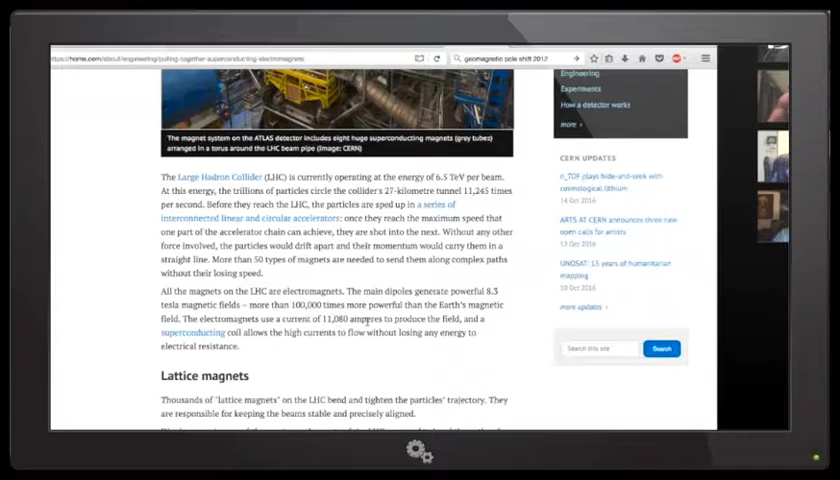 https://home.cern/about/engineering/pulling-together-superconducting-electromagnets
geomagnetic pole shift 2012
The magnet system on the ATLAS detector includes eight huge superconducting magnets (grey tubes)
arranged in a torus around the LHC beam pipe (Image: CERN)
The Large Hadron Collider (LHC) is currently operating at the energy of 6.5 TeV per beam.
At this energy, the trillions of particles circle the collider's 27-kilometre tunnel 11,245 times
per second. Before they reach the LHC, the particles are sped up in a series of
interconnected linear and circular accelerators: once they reach the maximum speed that
one part of the accelerator chain can achieve, they are shot into the next. Without any other
force involved, the particles would drift apart and their momentum would carry them in a
straight line. More than 50 types of magnets are needed to send them along complex paths
without their losing speed.
All the magnets on the LHC are electromagnets. The main dipoles generate powerful 8.3
tesla magnetic fields – more than 100,000 times more powerful than the Earth's magnetic
field. The electromagnets use a current of 11,080 amperes to produce the field, and a
superconducting coil allows the high currents to flow without losing any energy to
electrical resistance.
Lattice magnets
Thousands of "lattice magnets" on the LHC bend and tighten the particles' trajectory. They
are responsible for keeping the beams stable and precisely aligned.
Engineering
Experiments
How a detector works
more ›
CERN UPDATES
n_TOF plays hide-and-seek with
cosmological lithium
14 Oct 2016
ARTS AT CERN announces three new
open calls for artists
12 Oct 2016
UNOSAT: 15 years of humanitarian
mapping
10 Oct 2016
more updates ›
Search this site
Search